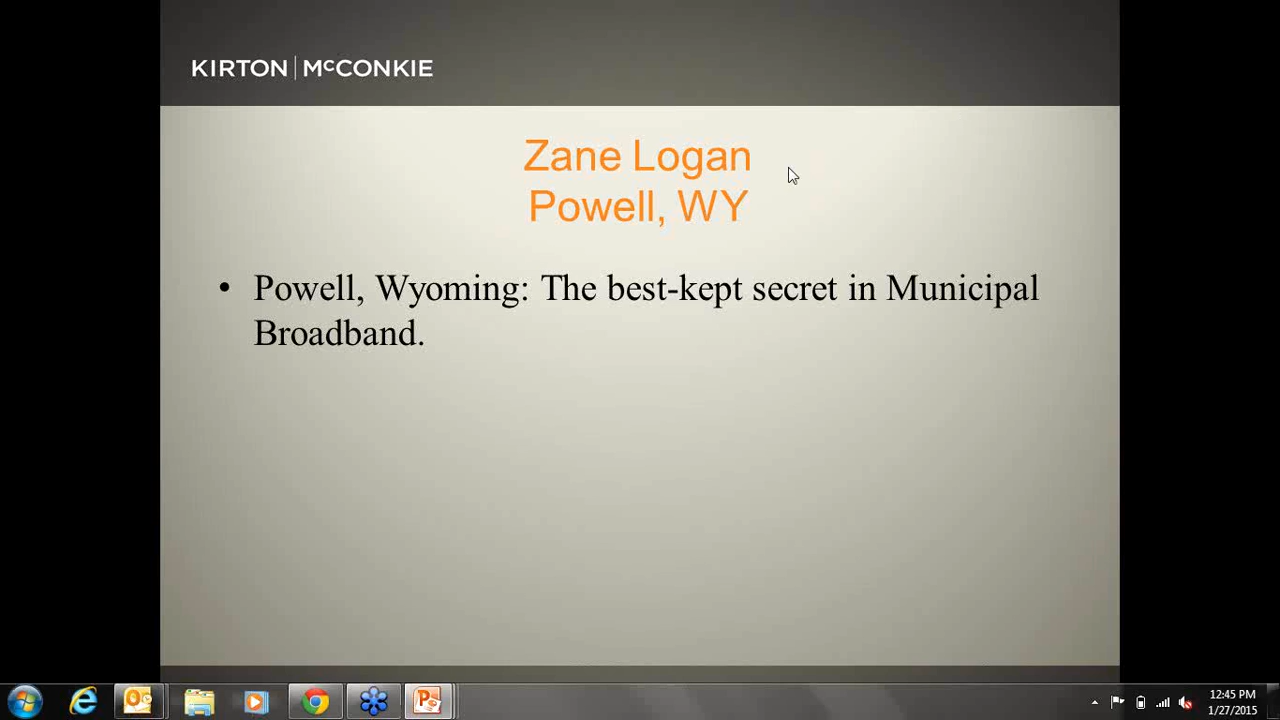 KIRTON | McCONKIE
Zane Logan
Powell, WY
• Powell, Wyoming: The best-kept secret in Municipal
Broadband.
12:45 PM
1/27/2015